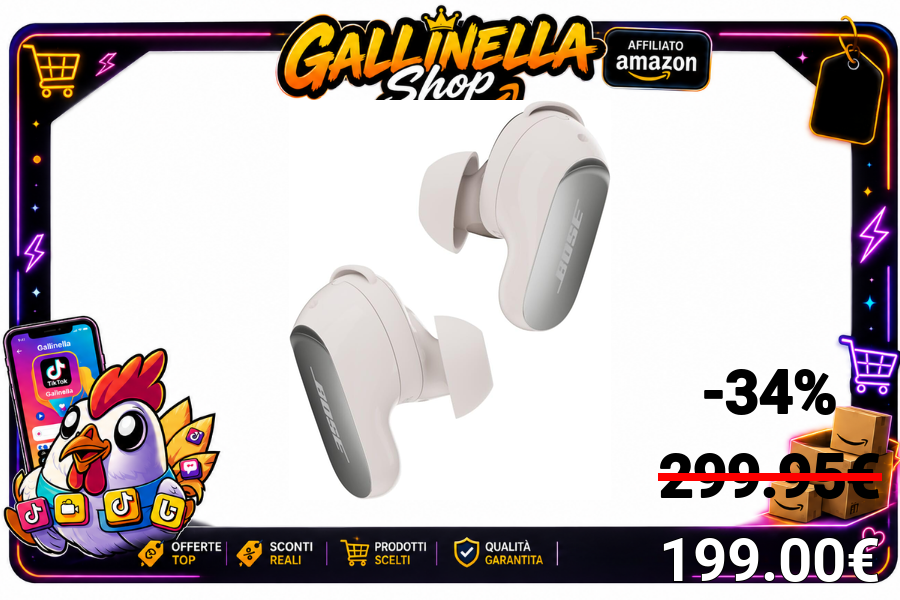 GALLINELLA
Shop
AFFILIATO
amazon
BOSE
BOSE
Gallinella
TikTok
Gallinella
-34%
299.95€
199.00€
OFFERTE
TOP
SCONTI
REALI
PRODOTTI
SCELTI
QUALITÀ
GARANTITA